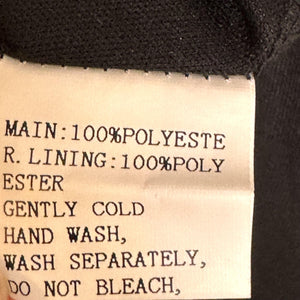 MAIN:100%POLYESTE
R. LINING:100%POLY
ESTER
GENTLY COLD
HAND WASH,
WASH SEPARATELY,
DO NOT BLEACH,